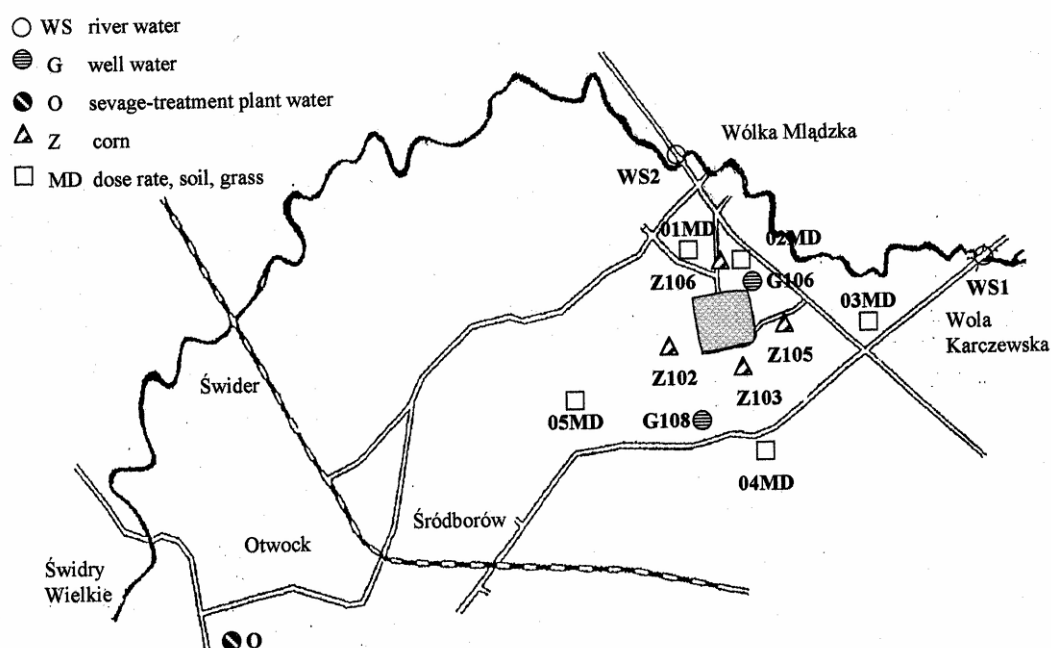 WS river water
G well water
O sevage-treatment plant water
Z corn
MD dose rate, soil, grass
Wólka Mlądzka
WS2
01MD
02MD
Z106
G106
WS1
03MD
Wola
Karczewska
Z105
Z102
Z103
Świder
05MD
G108
04MD
Śródborów
Otwock
Świdry
Wielkie
O